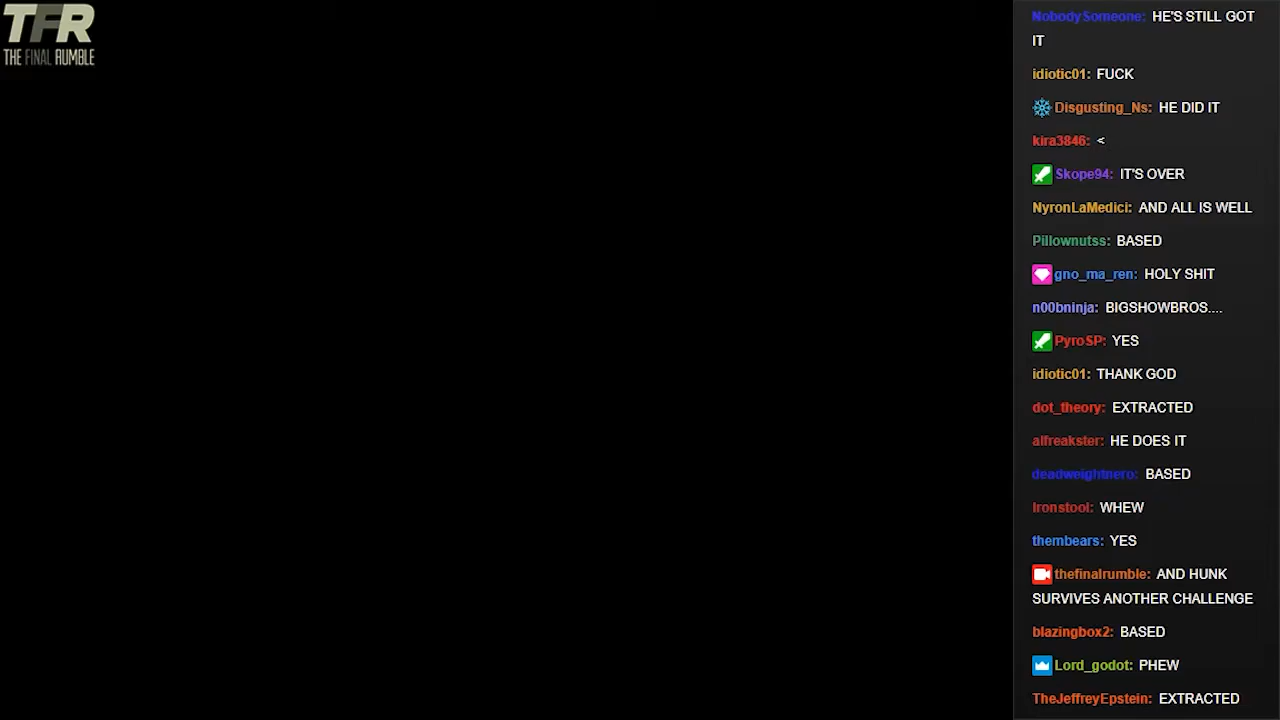 TFR
THE FINAL RUMBLE
NobodySomeone: HE'S STILL GOT
IT
idiotic01: FUCK
Disgusting_Ns: HE DID IT
kira3846: <
Skope94: IT'S OVER
NyronLaMedici: AND ALL IS WELL
Pillownutss: BASED
gno_ma_ren: HOLY SHIT
n00bninja: BIGSHOWBROS....
PyroSP: YES
idiotic01: THANK GOD
dot_theory: EXTRACTED
alfreakster: HE DOES IT
deadweightnero: BASED
Ironstool: WHEW
thembears: YES
thefinalrumble: AND HUNK
SURVIVES ANOTHER CHALLENGE
blazingbox2: BASED
Lord_godot: PHEW
TheJeffreyEpstein: EXTRACTED